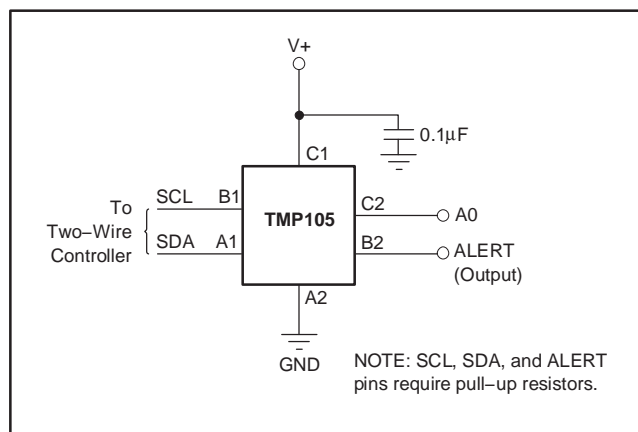 V+
0.1μF
C1
SCL B1
To
Two–Wire
Controller
SDA A1
TMP105
C2 A0
B2 ALERT
(Output)
A2
GND
NOTE: SCL, SDA, and ALERT
pins require pull–up resistors.